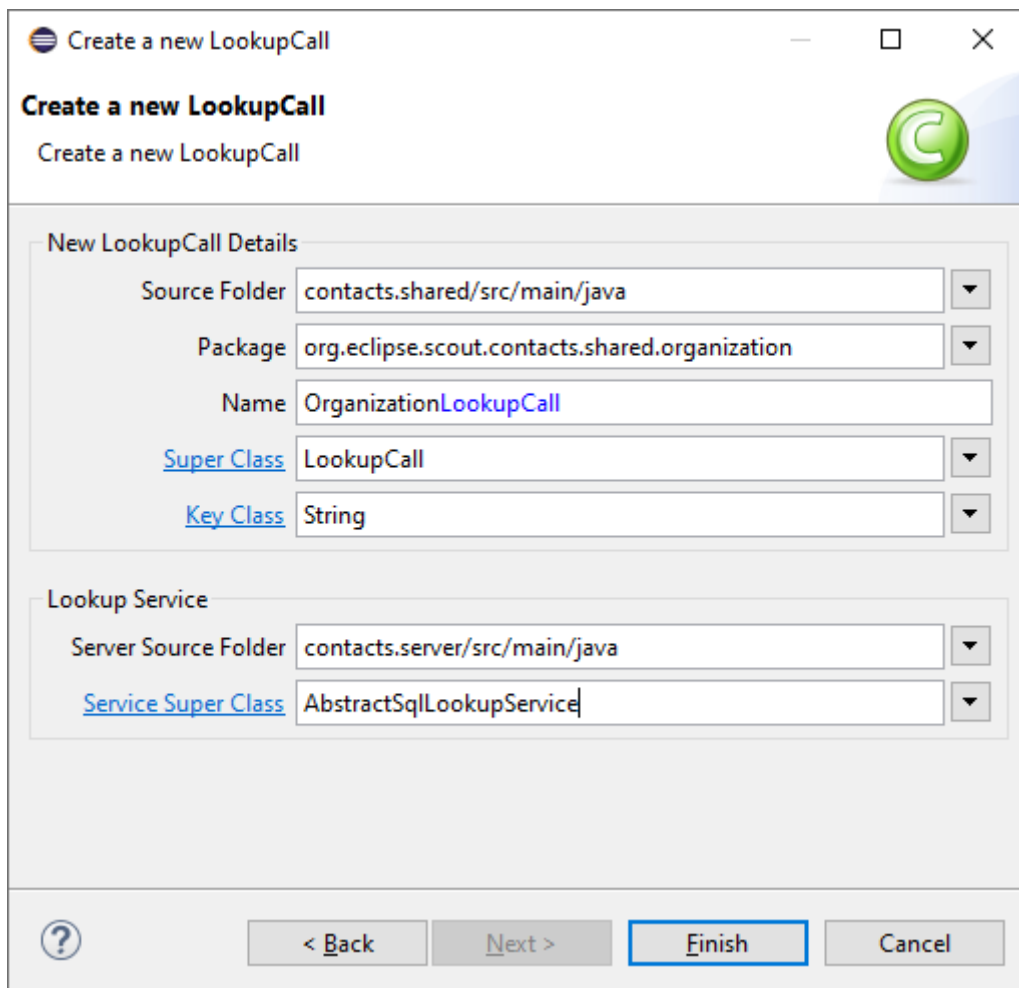 Create a new LookupCall
Create a new LookupCall
Create a new LookupCall
New LookupCall Details
Source Folder contacts.shared/src/main/java
Package org.eclipse.scout.contacts.shared.organization
Name OrganizationLookupCall
Super Class LookupCall
Key Class String
Lookup Service
Server Source Folder contacts.server/src/main/java
Service Super Class AbstractSqlLookupService
? < Back Next > Finish Cancel